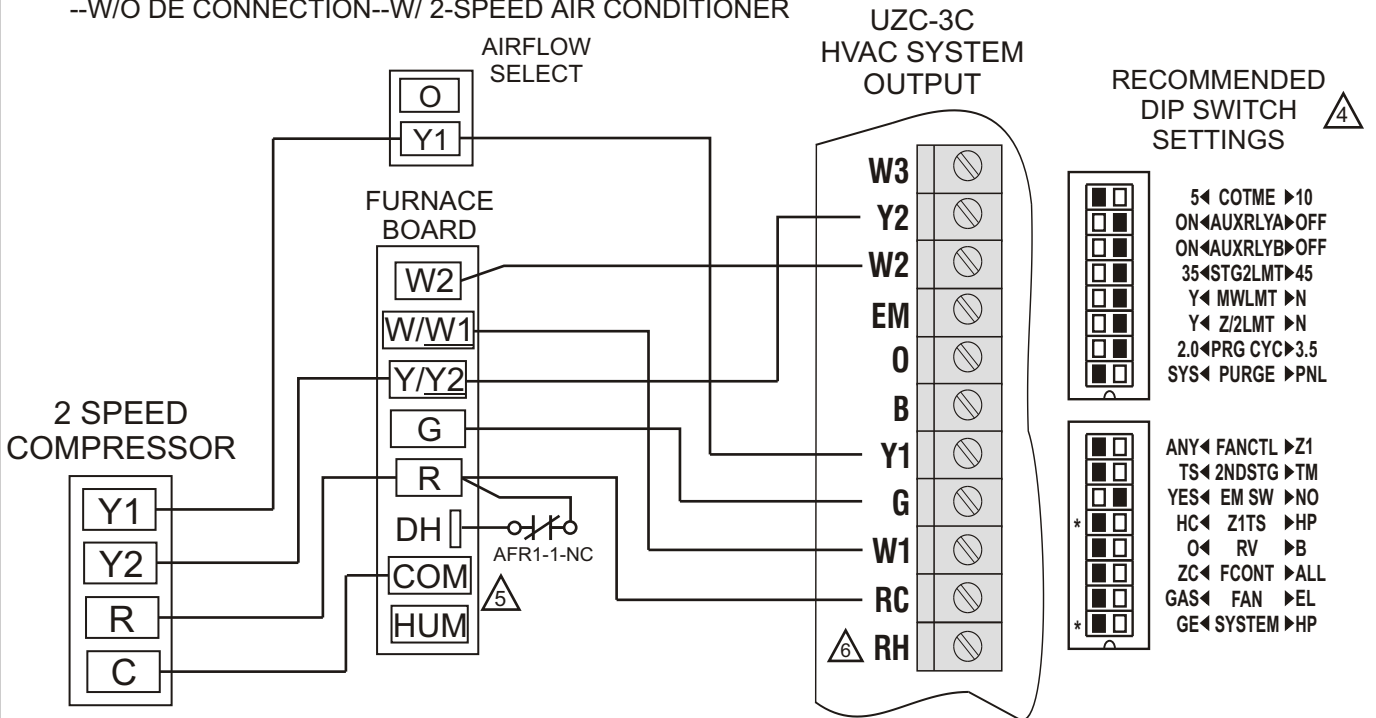 --W/O DE CONNECTION--W/ 2-SPEED AIR CONDITIONER
AIRFLOW
SELECT
O
Y1
FURNACE
BOARD
W2
W/W1
Y/Y2
G
R
DH
AFR1-1-NC
COM
5
HUM
2 SPEED
COMPRESSOR
Y1
Y2
R
C
UZC-3C
HVAC SYSTEM
OUTPUT
W3
Y2
W2
EM
O
B
Y1
G
W1
RC
6 RH
RECOMMENDED
DIP SWITCH
SETTINGS
4
5◀ COTME ▶10
ON◀AUXRLYA▶OFF
ON◀AUXRLYB▶OFF
35◀STG2LMT▶45
Y◀ MWLMT ▶N
Y◀ Z/2LMT ▶N
2.0◀PRG CYC▶3.5
SYS◀ PURGE ▶PNL
ANY◀ FANCTL ▶Z1
TS◀ 2NDSTG ▶TM
YES◀ EM SW ▶NO
* HC◀ Z1TS ▶HP
O◀ RV ▶B
ZC◀ FCONT ▶ALL
GAS◀ FAN ▶EL
* GE◀ SYSTEM ▶HP